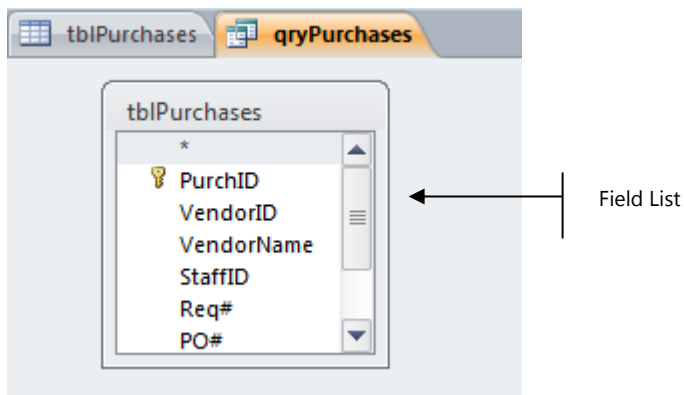 tblPurchases qryPurchases
tblPurchases
*
PurchID
VendorID
VendorName
StaffID
Req#
PO#
Field List